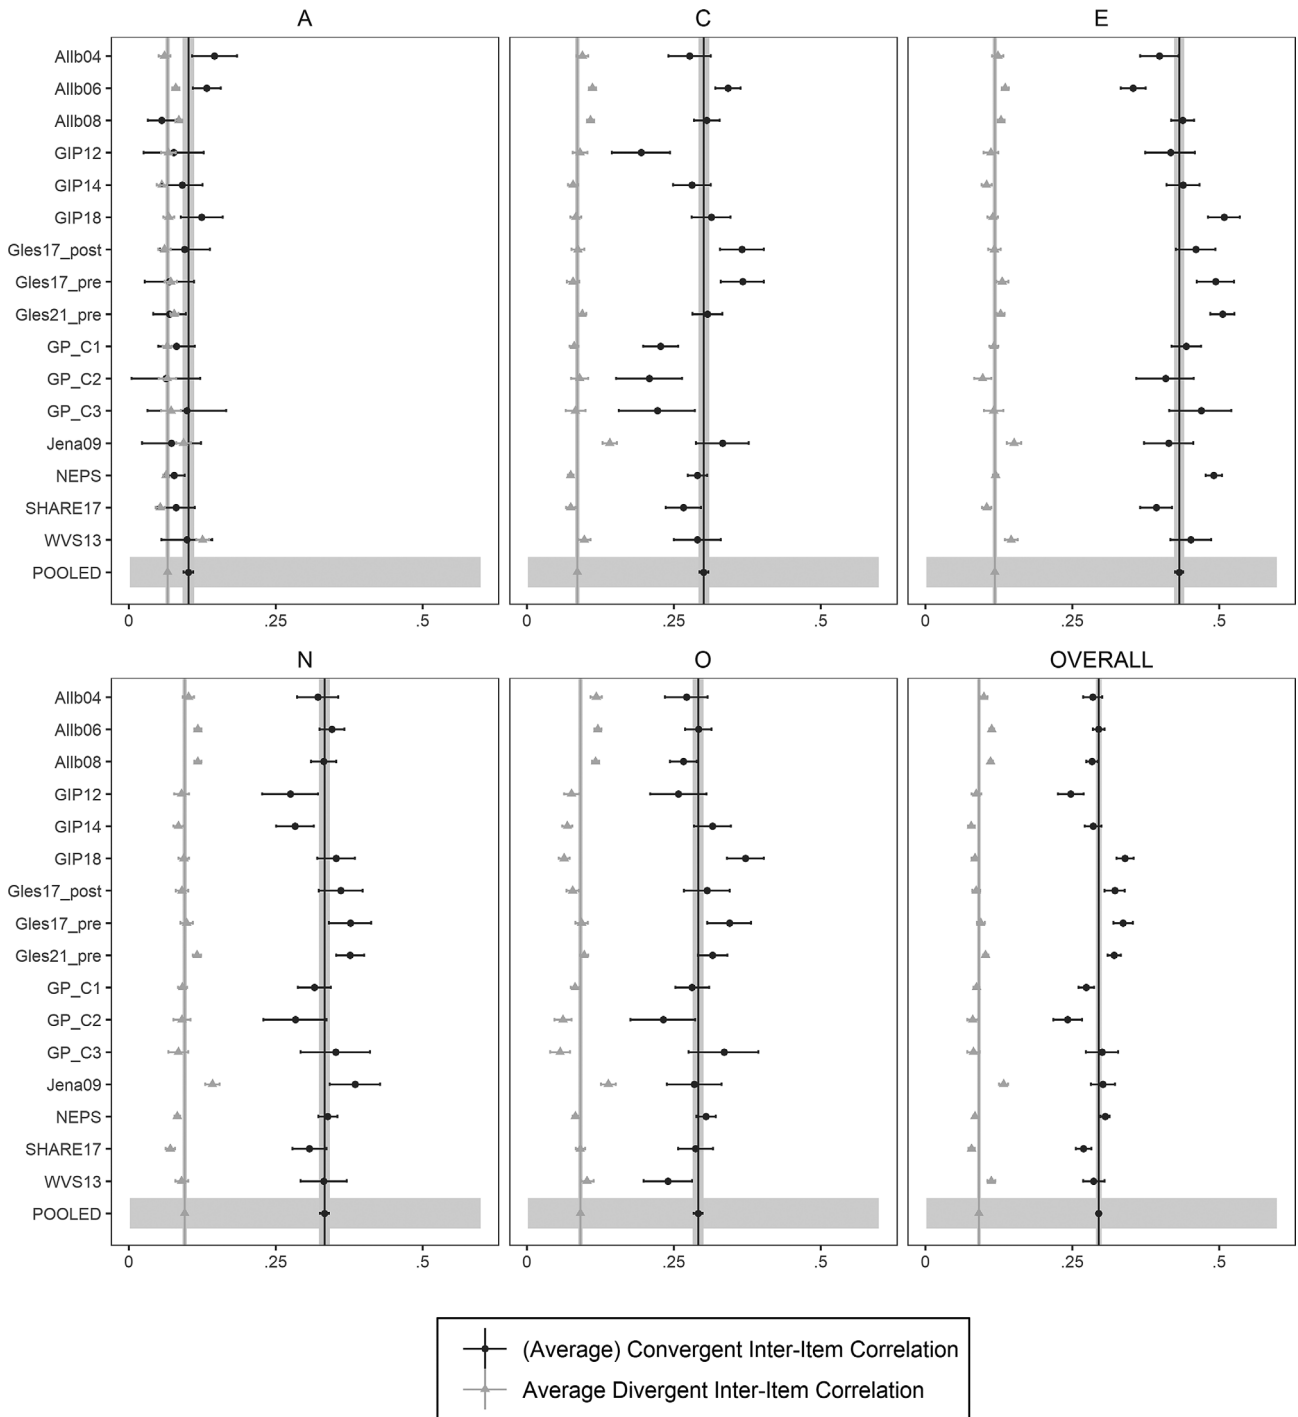 A C E
Allb04
Allb06
Allb08
GIP12
GIP14
GIP18
Gles17_post
Gles17_pre
Gles21_pre
GP_C1
GP_C2
GP_C3
Jena09
NEPS
SHARE17
WVS13
POOLED
0 .25 .5 0 .25 .5 0 .25 .5
N O OVERALL
Allb04
Allb06
Allb08
GIP12
GIP14
GIP18
Gles17_post
Gles17_pre
Gles21_pre
GP_C1
GP_C2
GP_C3
Jena09
NEPS
SHARE17
WVS13
POOLED
0 .25 .5 0 .25 .5 0 .25 .5
(Average) Convergent Inter-Item Correlation
Average Divergent Inter-Item Correlation